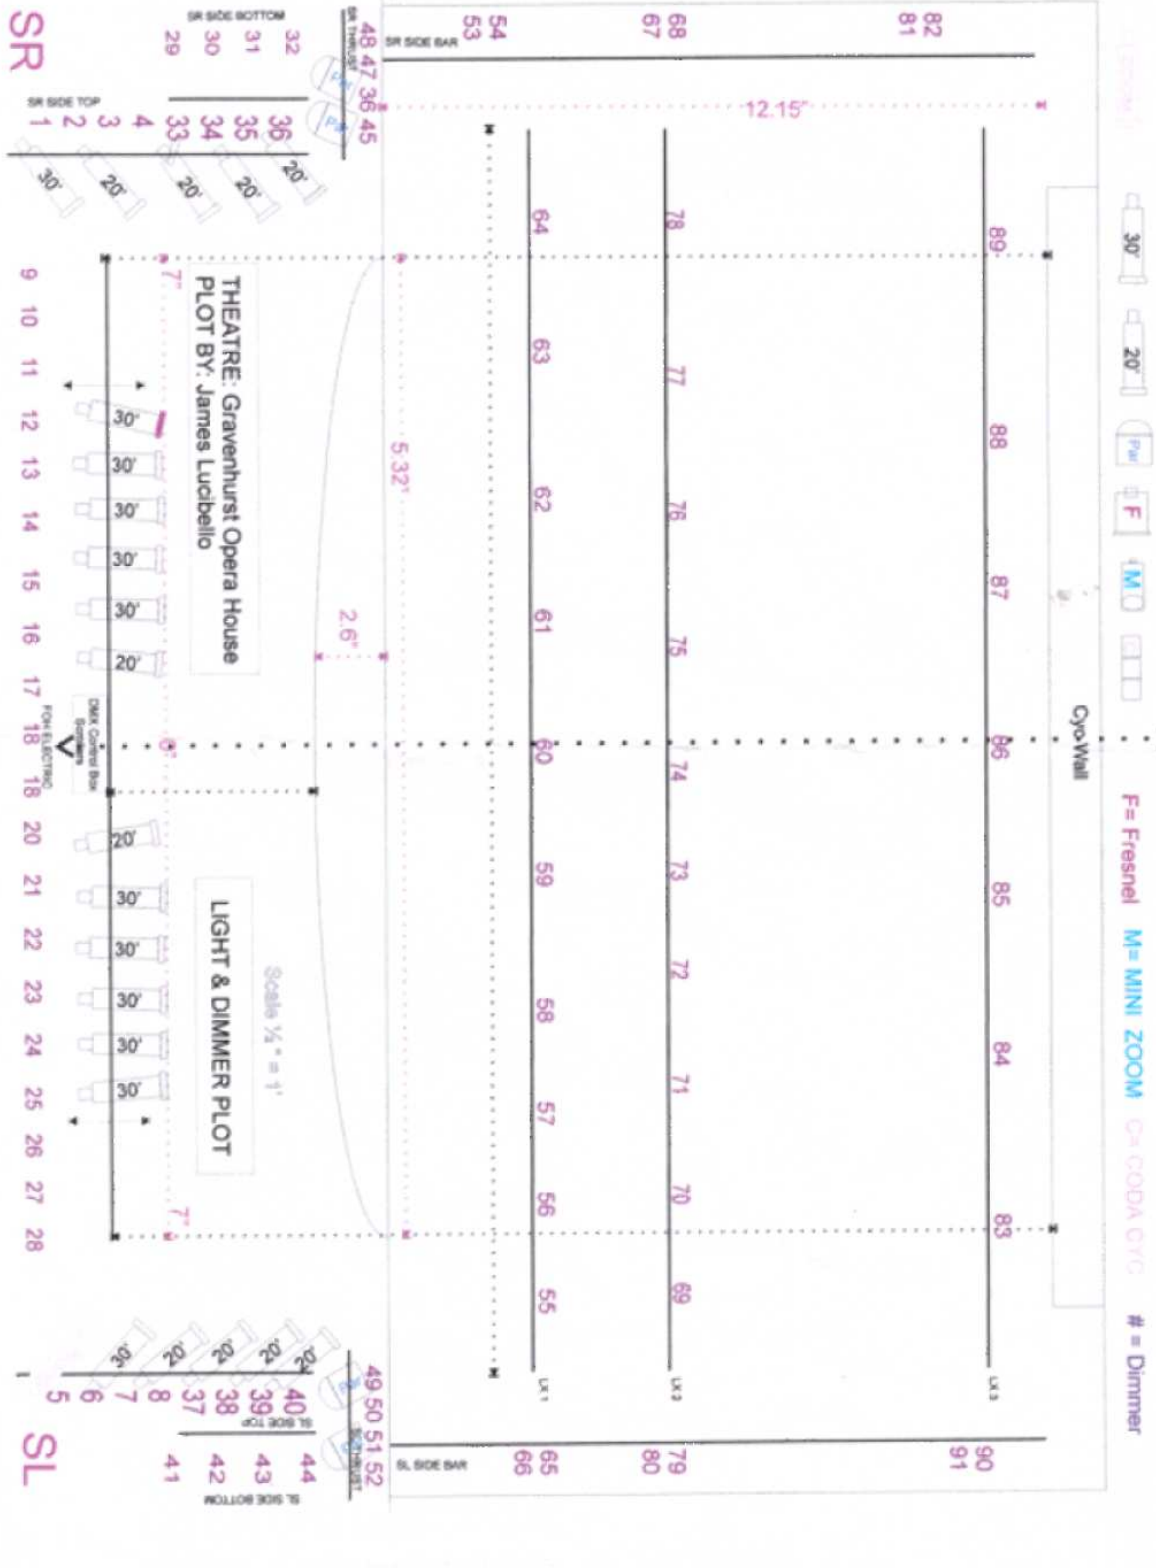 SR
SR SIDE BOTTOM
29 30 31 32
SR SIDE TOP
1 2 3 4 33 34 35 36
30' 20' 20' 20' 20'
SR THRUST
48 47 36 45
Par Par
SR SIDE BAR
53 54
67 68
81 82
12.15"
30' 20' Par F M
F= Fresnel M= MINI ZOOM C= CODA CYC # = Dimmer
Cyc-Wall
89 88 87 86 85 84 83
LX 3
78 77 76 75 74 73 72 71 70 69
LX 2
64 63 62 61 60 59 58 57 56 55
LX 1
5.32"
2.6"
THEATRE: Gravenhurst Opera House
PLOT BY: James Lucibello
Scale ½ " = 1'
LIGHT & DIMMER PLOT
7" 0" 7"
30' 30' 30' 30' 30' 20' 20' 30' 30' 30' 30' 30'
DMX Control Box
FOH ELECTRIC
9 10 11 12 13 14 15 16 17 18 18 20 21 22 23 24 25 26 27 28
SL SIDE BAR
66 65
80 79
91 90
49 50 51 52
Par
30' 20' 20' 20' 20'
5 6 7 8 37 38 39 40
SL SIDE TOP
41 42 43 44
SL SIDE BOTTOM
SL